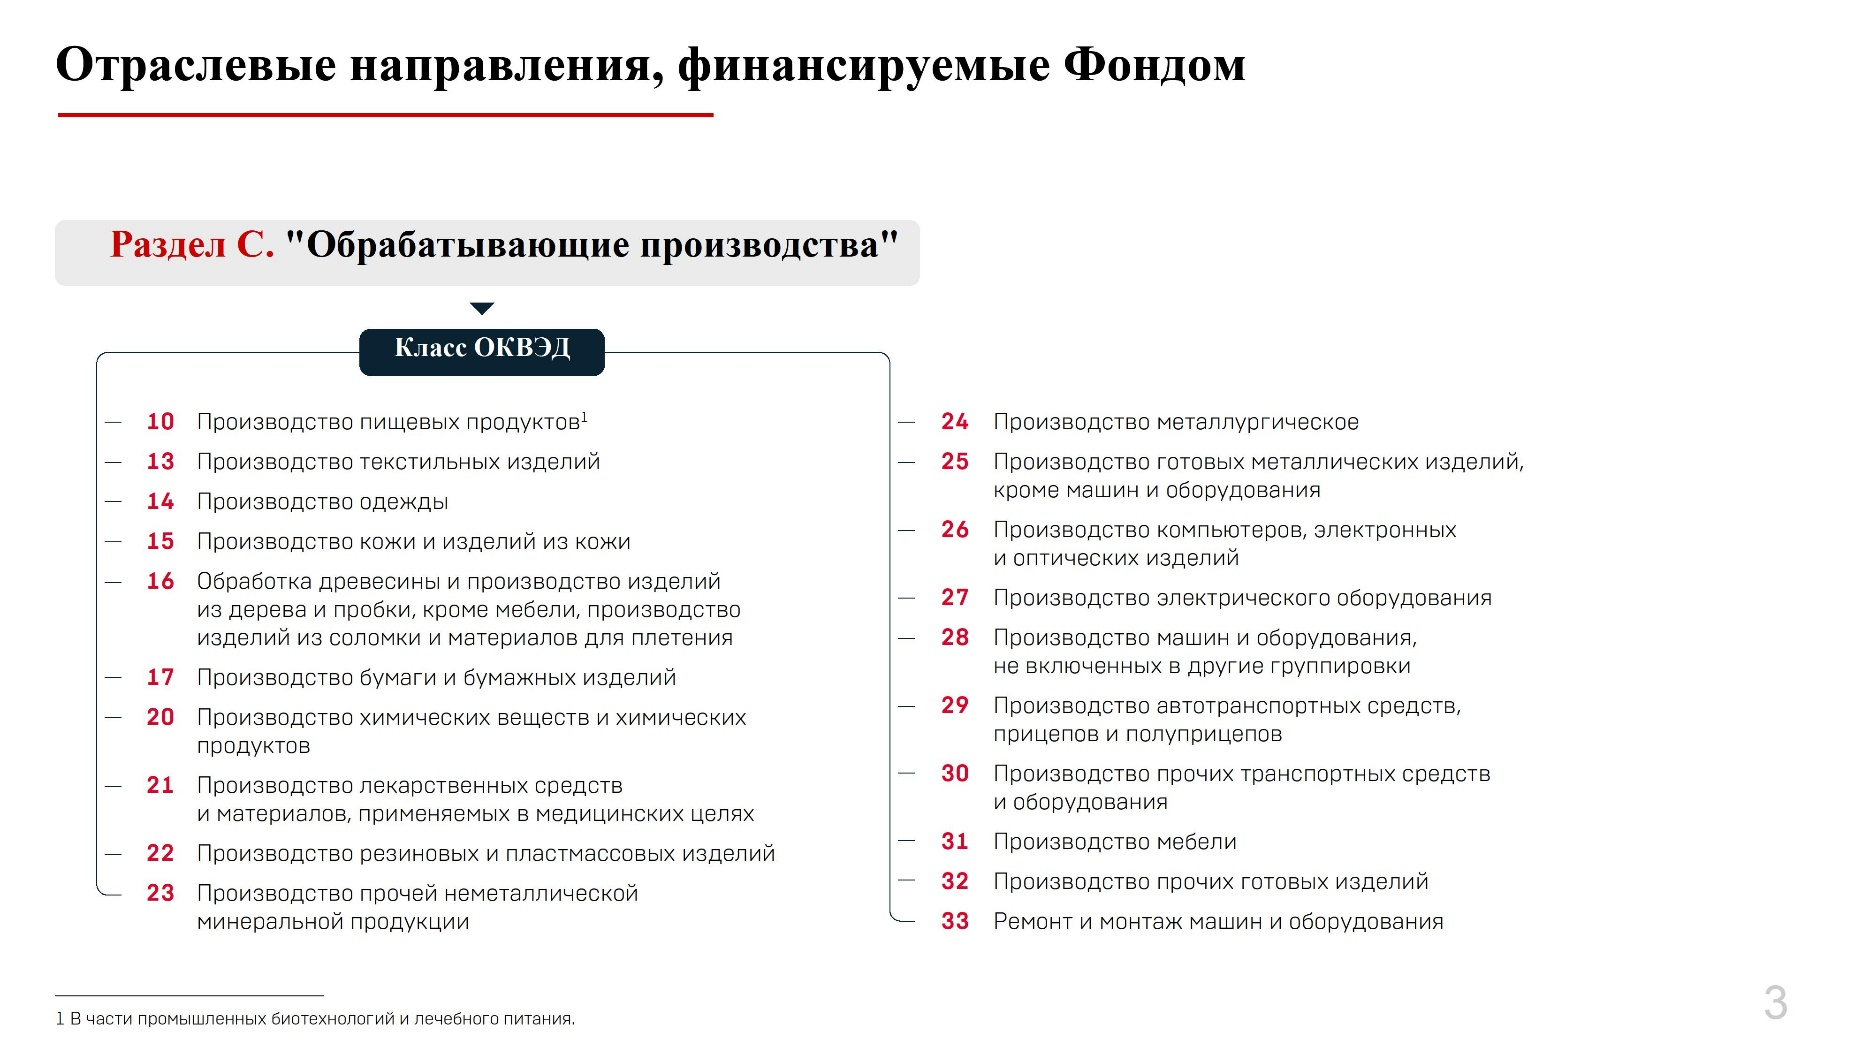 Отраслевые направления, финансируемые Фондом
Раздел С. "Обрабатывающие производства"
Класс ОКВЭД
— 10 Производство пищевых продуктов¹
— 13 Производство текстильных изделий
— 14 Производство одежды
— 15 Производство кожи и изделий из кожи
— 16 Обработка древесины и производство изделий
из дерева и пробки, кроме мебели, производство
изделий из соломки и материалов для плетения
— 17 Производство бумаги и бумажных изделий
— 20 Производство химических веществ и химических
продуктов
— 21 Производство лекарственных средств
и материалов, применяемых в медицинских целях
— 22 Производство резиновых и пластмассовых изделий
23 Производство прочей неметаллической
минеральной продукции
— 24 Производство металлургическое
— 25 Производство готовых металлических изделий,
кроме машин и оборудования
— 26 Производство компьютеров, электронных
и оптических изделий
— 27 Производство электрического оборудования
— 28 Производство машин и оборудования,
не включенных в другие группировки
— 29 Производство автотранспортных средств,
прицепов и полуприцепов
— 30 Производство прочих транспортных средств
и оборудования
— 31 Производство мебели
— 32 Производство прочих готовых изделий
33 Ремонт и монтаж машин и оборудования
1 В части промышленных биотехнологий и лечебного питания.
3